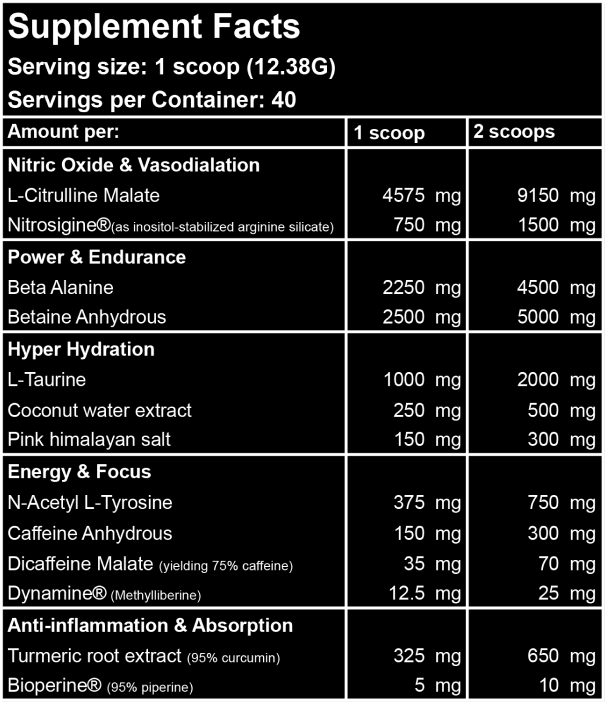 Supplement Facts
Serving size: 1 scoop (12.38G)
Servings per Container: 40
Amount per: 1 scoop 2 scoops
Nitric Oxide & Vasodialation
L-Citrulline Malate 4575 mg 9150 mg
Nitrosigine®(as inositol-stabilized arginine silicate) 750 mg 1500 mg
Power & Endurance
Beta Alanine 2250 mg 4500 mg
Betaine Anhydrous 2500 mg 5000 mg
Hyper Hydration
L-Taurine 1000 mg 2000 mg
Coconut water extract 250 mg 500 mg
Pink himalayan salt 150 mg 300 mg
Energy & Focus
N-Acetyl L-Tyrosine 375 mg 750 mg
Caffeine Anhydrous 150 mg 300 mg
Dicaffeine Malate (yielding 75% caffeine) 35 mg 70 mg
Dynamine® (Methylliberine) 12.5 mg 25 mg
Anti-inflammation & Absorption
Turmeric root extract (95% curcumin) 325 mg 650 mg
Bioperine® (95% piperine) 5 mg 10 mg